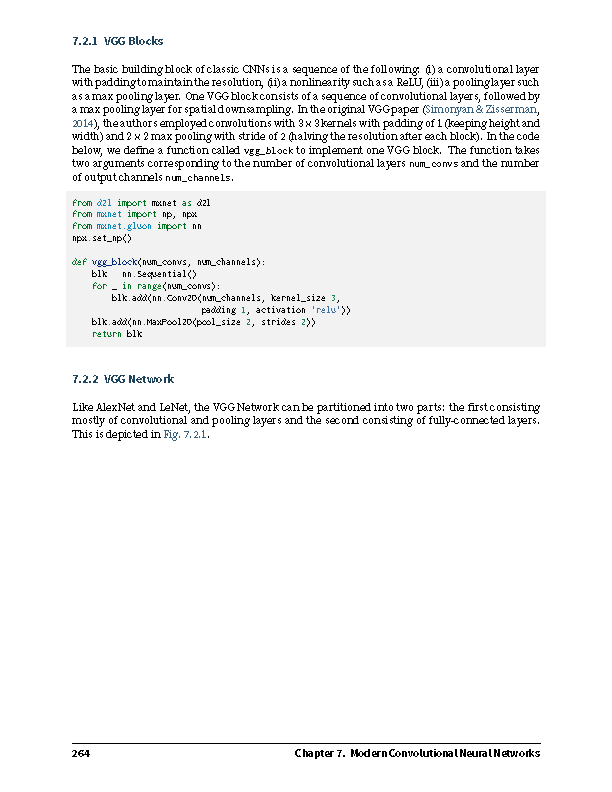 7.2.1 VGG Blocks
The basic building block of classic CNNs is a sequence of the following: (i) a convolutional layer
with padding to maintain the resolution, (ii) a nonlinearity such as a ReLU, (iii) a pooling layer such
as a max pooling layer. One VGG block consists of a sequence of convolutional layers, followed by
a max pooling layer for spatial downsampling. In the original VGG paper (Simonyan & Zisserman,
2014), the authors employed convolutions with 3 × 3 kernels with padding of 1 (keeping height and
width) and 2 × 2 max pooling with stride of 2 (halving the resolution after each block). In the code
below, we define a function called vgg_block to implement one VGG block. The function takes
two arguments corresponding to the number of convolutional layers num_convs and the number
of output channels num_channels.
from d2l import mxnet as d2l
from mxnet import np, npx
from mxnet.gluon import nn
npx.set_np()
def vgg_block(num_convs, num_channels):
    blk   nn.Sequential()
    for _ in range(num_convs):
        blk.add(nn.Conv2D(num_channels, kernel_size 3,
                          padding 1, activation 'relu'))
    blk.add(nn.MaxPool2D(pool_size 2, strides 2))
    return blk
7.2.2 VGG Network
Like AlexNet and LeNet, the VGG Network can be partitioned into two parts: the first consisting
mostly of convolutional and pooling layers and the second consisting of fully-connected layers.
This is depicted in Fig. 7.2.1.
264 Chapter 7. Modern Convolutional Neural Networks